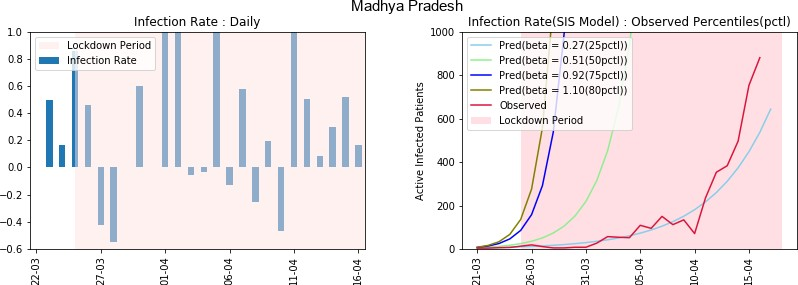 Madhya Pradesh
Infection Rate : Daily
1.0
0.8
0.6
0.4
0.2
0.0
−0.2
−0.4
−0.6
Lockdown Period
Infection Rate
22-03
27-03
01-04
06-04
11-04
16-04
Infection Rate(SIS Model) : Observed Percentiles(pctl)
Active Infected Patients
1000
800
600
400
200
0
Pred(beta = 0.27(25pctl))
Pred(beta = 0.51(50pctl))
Pred(beta = 0.92(75pctl))
Pred(beta = 1.10(80pctl))
Observed
Lockdown Period
21-03
26-03
31-03
05-04
10-04
15-04